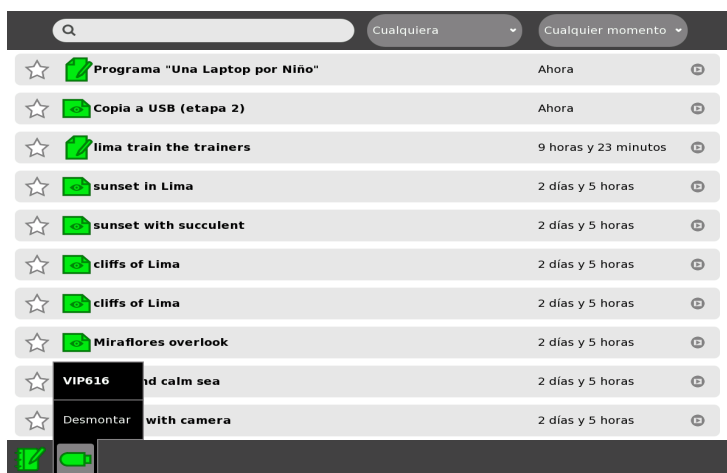 Cualquiera
Cualquier momento
Programa "Una Laptop por Niño" Ahora
Copia a USB (etapa 2) Ahora
lima train the trainers 9 horas y 23 minutos
sunset in Lima 2 días y 5 horas
sunset with succulent 2 días y 5 horas
cliffs of Lima 2 días y 5 horas
cliffs of Lima 2 días y 5 horas
Miraflores overlook 2 días y 5 horas
VIP616 calm sea 2 días y 5 horas
Desmontar with camera 2 días y 5 horas